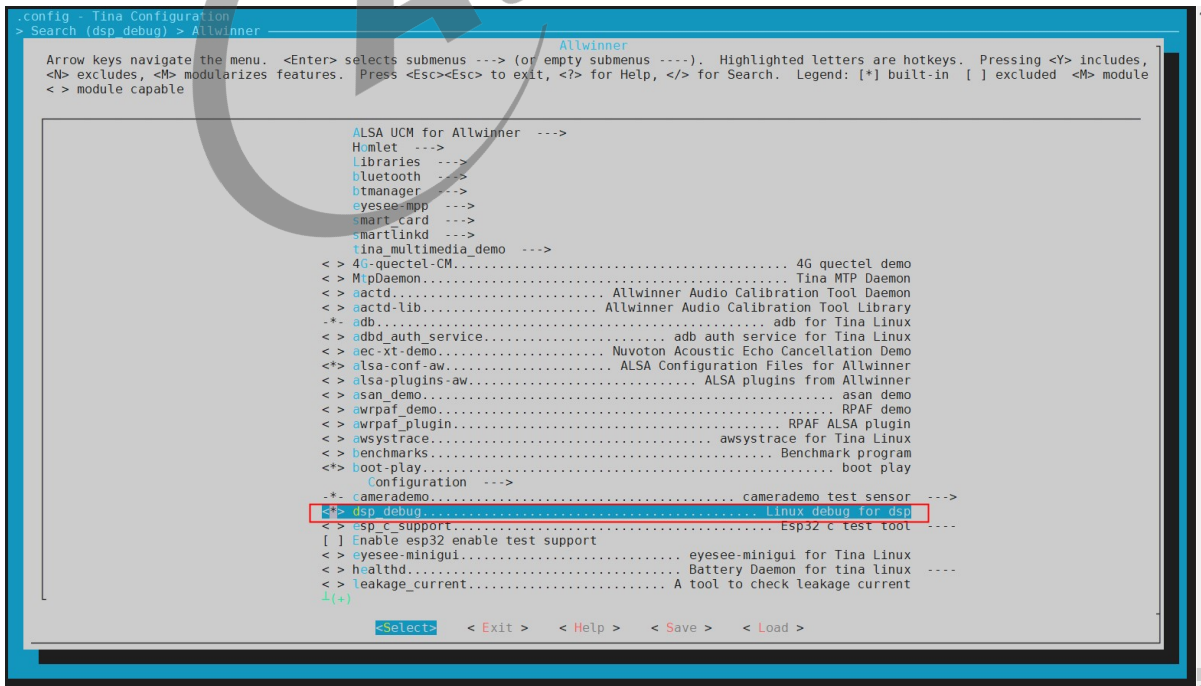 .config - Tina Configuration
> Search (dsp_debug) > Allwinner
Allwinner
Arrow keys navigate the menu. <Enter> selects submenus ---> (or empty submenus ----). Highlighted letters are hotkeys. Pressing <Y> includes,
<N> excludes, <M> modularizes features. Press <Esc><Esc> to exit, <?> for Help, </> for Search. Legend: [*] built-in [ ] excluded <M> module
< > module capable
ALSA UCM for Allwinner --->
Homlet --->
Libraries --->
bluetooth --->
btmanager --->
eyesee-mpp --->
smart_card --->
smartlinkd --->
tina_multimedia_demo --->
< > 4G-quectel-CM............................................ 4G quectel demo
< > MtpDaemon................................................ Tina MTP Daemon
< > aactd............................ Allwinner Audio Calibration Tool Daemon
< > aactd-lib....................... Allwinner Audio Calibration Tool Library
-*- adb................................................... adb for Tina Linux
< > adbd_auth_service........................ adb auth service for Tina Linux
< > aec-xt-demo...................... Nuvoton Acoustic Echo Cancellation Demo
<*> alsa-conf-aw...................... ALSA Configuration Files for Allwinner
< > alsa-plugins-aw.............................. ALSA plugins from Allwinner
< > asan_demo...................................................... asan demo
< > awrpaf_demo.................................................... RPAF demo
< > awrpaf_plugin............................................ RPAF ALSA plugin
< > awsystrace..................................... awsystrace for Tina Linux
< > benchmarks............................................. Benchmark program
<*> boot-play...................................................... boot play
Configuration --->
-*- camerademo........................................ camerademo test sensor --->
<*> dsp_debug............................................. Linux debug for dsp
< > esp_c_support.......................................... Esp32 c test tool ----
[ ] Enable esp32 enable test support
< > eyesee-minigui............................. eyesee-minigui for Tina Linux
< > healthd..................................... Battery Daemon for tina linux ----
< > leakage_current.......................... A tool to check leakage current
┴(+)
<Select> < Exit > < Help > < Save > < Load >